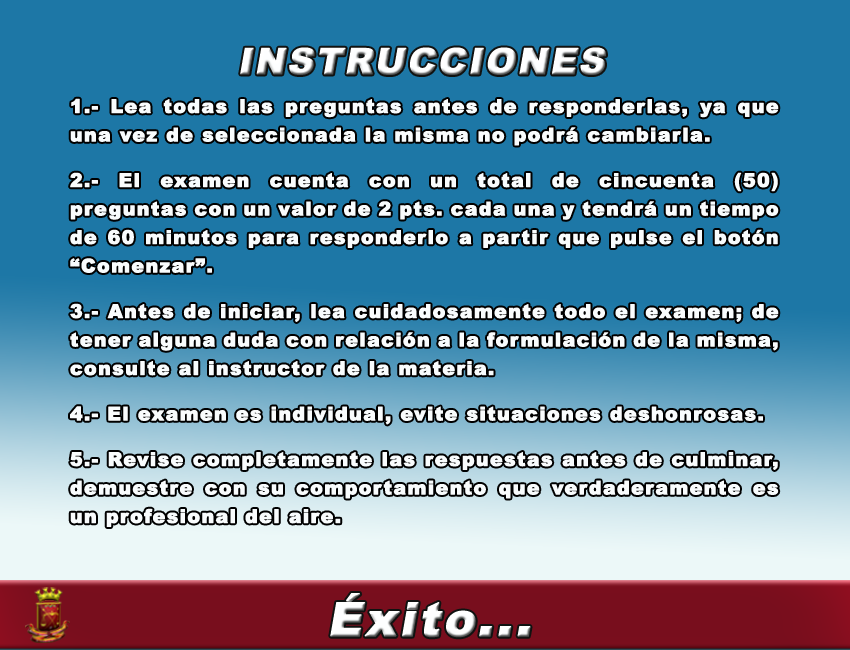 INSTRUCCIONES
1.- Lea todas las preguntas antes de responderlas, ya que
una vez de seleccionada la misma no podrá cambiarla.
2.- El examen cuenta con un total de cincuenta (50)
preguntas con un valor de 2 pts. cada una y tendrá un tiempo
de 60 minutos para responderlo a partir que pulse el botón
“Comenzar”.
3.- Antes de iniciar, lea cuidadosamente todo el examen; de
tener alguna duda con relación a la formulación de la misma,
consulte al instructor de la materia.
4.- El examen es individual, evite situaciones deshonrosas.
5.- Revise completamente las respuestas antes de culminar,
demuestre con su comportamiento que verdaderamente es
un profesional del aire.
Éxito...